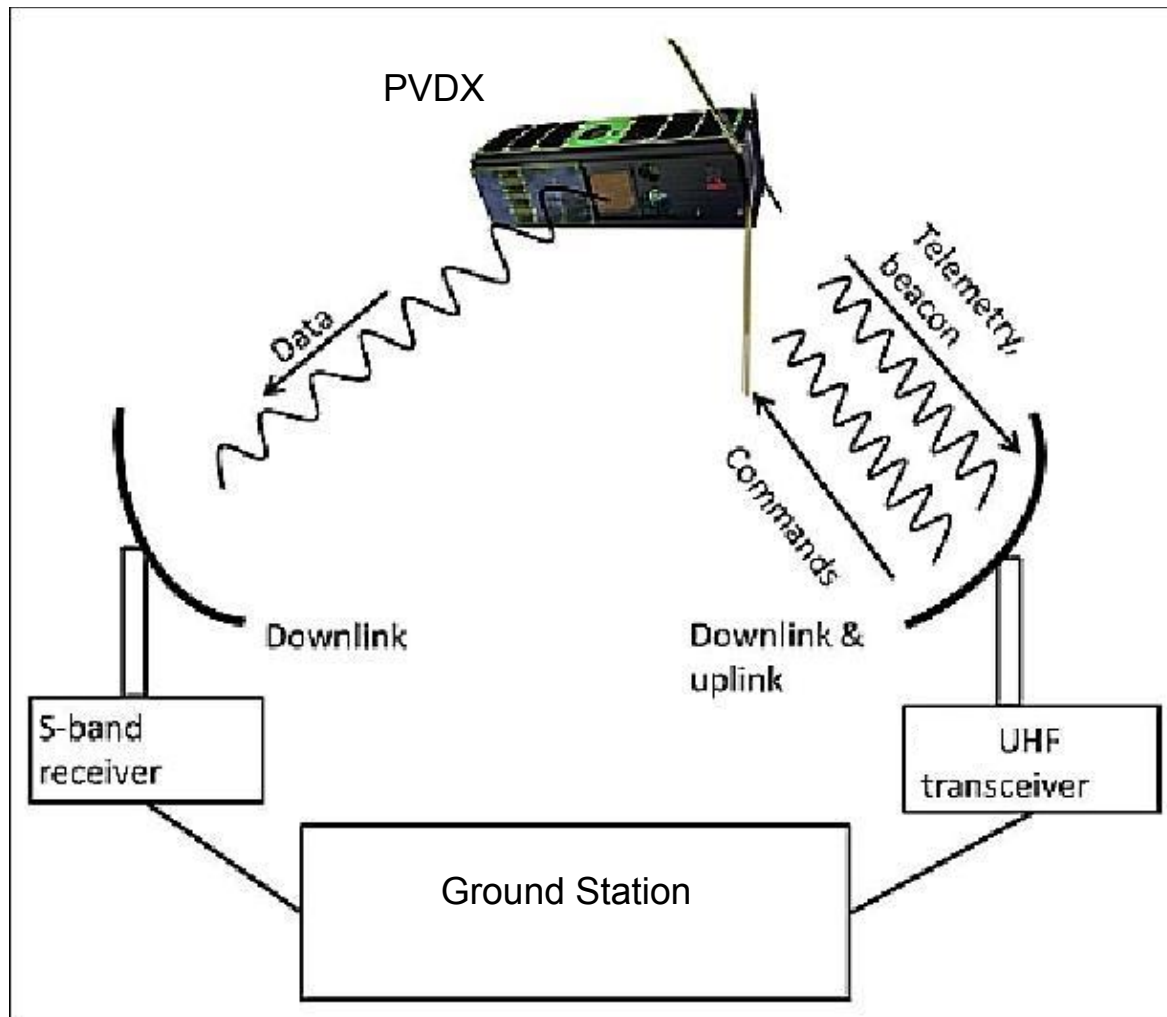 PVDX
Data
Telemetry,
beacon
Commands
Downlink
Downlink &
uplink
S-band
receiver
UHF
transceiver
Ground Station